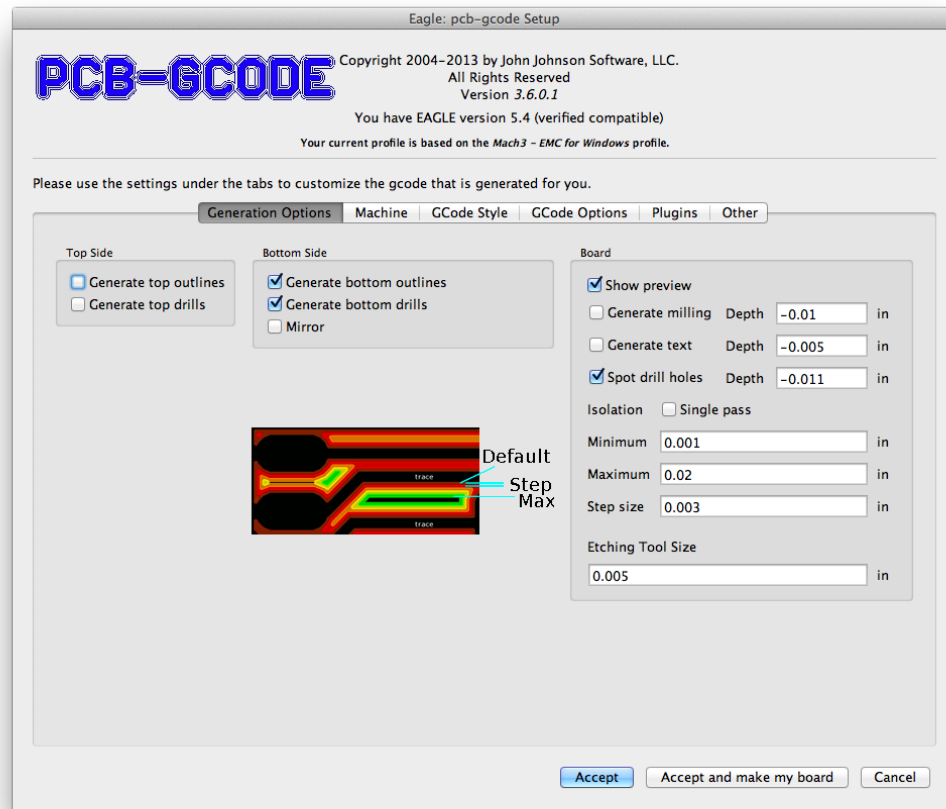 Eagle: pcb-gcode Setup
PCB-GCODE
Copyright 2004-2013 by John Johnson Software, LLC.
All Rights Reserved
Version 3.6.0.1
You have EAGLE version 5.4 (verified compatible)
Your current profile is based on the Mach3 - EMC for Windows profile.
Please use the settings under the tabs to customize the gcode that is generated for you.
Generation Options Machine GCode Style GCode Options Plugins Other
Top Side
Generate top outlines
Generate top drills
Bottom Side
Generate bottom outlines
Generate bottom drills
Mirror
trace
trace
Default
Step
Max
Board
Show preview
Generate milling Depth -0.01 in
Generate text Depth -0.005 in
Spot drill holes Depth -0.011 in
Isolation Single pass
Minimum 0.001 in
Maximum 0.02 in
Step size 0.003 in
Etching Tool Size
0.005 in
Accept Accept and make my board Cancel